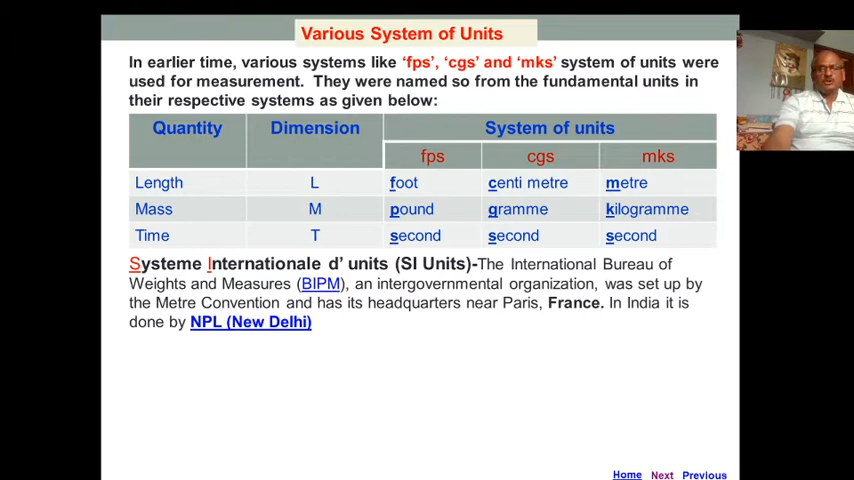 Various System of Units
In earlier time, various systems like ‘fps’, ‘cgs’ and ‘mks’ system of units were
used for measurement. They were named so from the fundamental units in
their respective systems as given below:
Quantity Dimension System of units
fps cgs mks
Length L foot centi metre metre
Mass M pound gramme kilogramme
Time T second second second
Systeme Internationale d’ units (SI Units)-The International Bureau of
Weights and Measures (BIPM), an intergovernmental organization, was set up by
the Metre Convention and has its headquarters near Paris, France. In India it is
done by NPL (New Delhi)
Home Next Previous